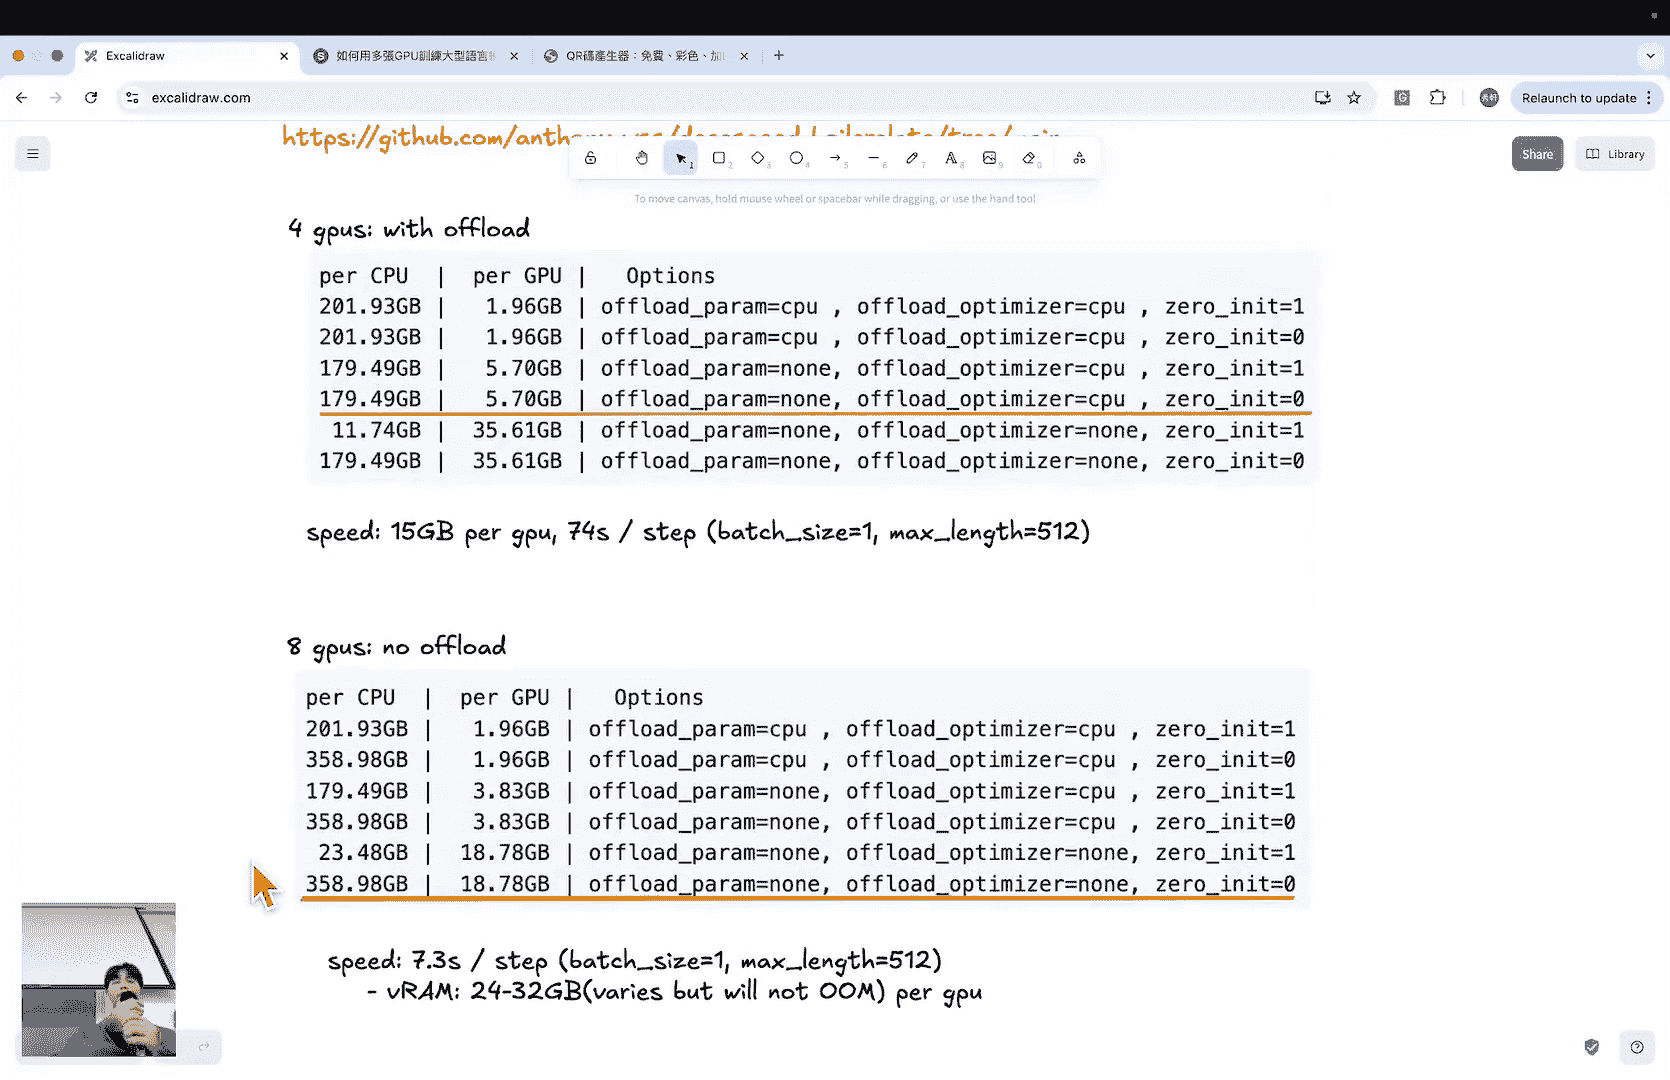 Excalidraw
如何用多張GPU訓練大型語言
QR碼產生器：免費、彩色、加
excalidraw.com
Relaunch to update
https://github.com/
Share
Library
To move canvas, hold mouse wheel or spacebar while dragging, or use the hand tool
4 gpus: with offload
per CPU | per GPU | Options
201.93GB | 1.96GB | offload_param=cpu , offload_optimizer=cpu , zero_init=1
201.93GB | 1.96GB | offload_param=cpu , offload_optimizer=cpu , zero_init=0
179.49GB | 5.70GB | offload_param=none, offload_optimizer=cpu , zero_init=1
179.49GB | 5.70GB | offload_param=none, offload_optimizer=cpu , zero_init=0
11.74GB | 35.61GB | offload_param=none, offload_optimizer=none, zero_init=1
179.49GB | 35.61GB | offload_param=none, offload_optimizer=none, zero_init=0
speed: 15GB per gpu, 74s / step (batch_size=1, max_length=512)
8 gpus: no offload
per CPU | per GPU | Options
201.93GB | 1.96GB | offload_param=cpu , offload_optimizer=cpu , zero_init=1
358.98GB | 1.96GB | offload_param=cpu , offload_optimizer=cpu , zero_init=0
179.49GB | 3.83GB | offload_param=none, offload_optimizer=cpu , zero_init=1
358.98GB | 3.83GB | offload_param=none, offload_optimizer=cpu , zero_init=0
23.48GB | 18.78GB | offload_param=none, offload_optimizer=none, zero_init=1
358.98GB | 18.78GB | offload_param=none, offload_optimizer=none, zero_init=0
speed: 7.3s / step (batch_size=1, max_length=512)
- vRAM: 24-32GB(varies but will not OOM) per gpu